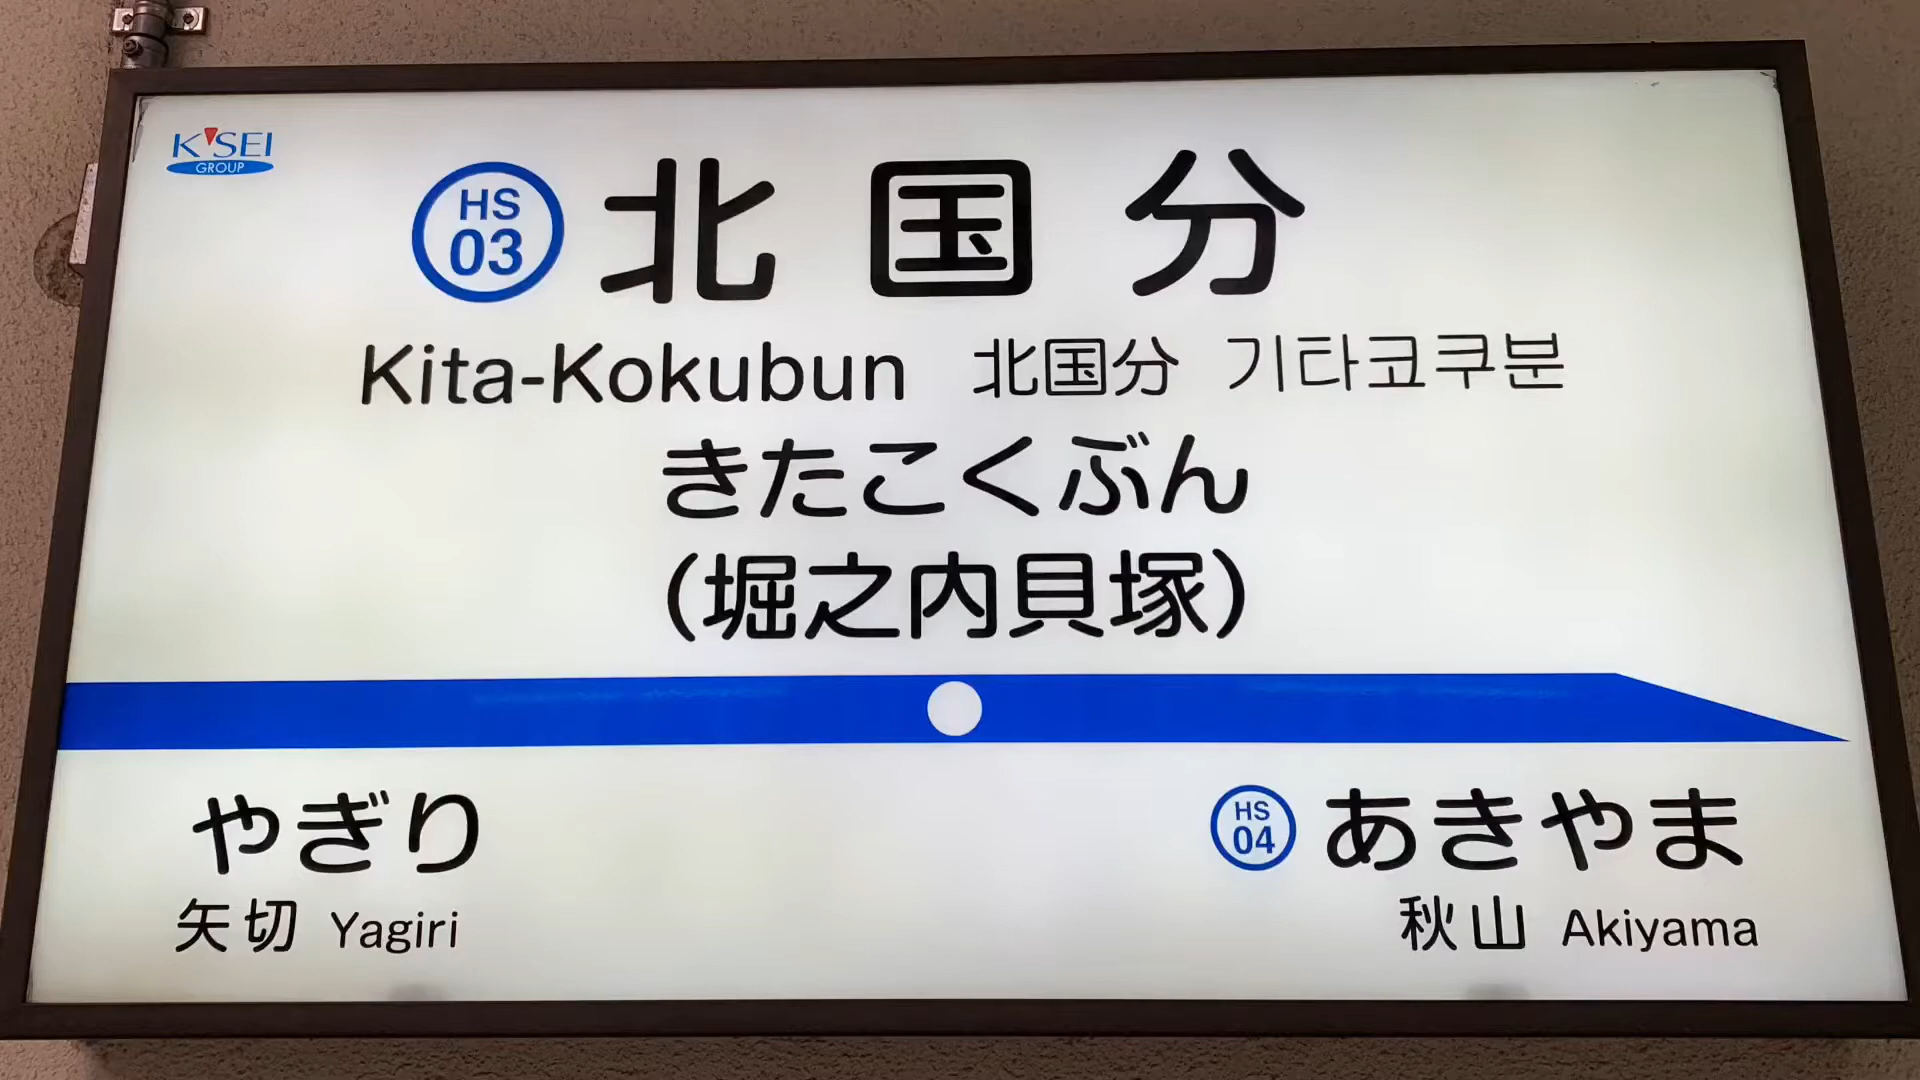 K'SEI
GROUP
HS
03
北国分
Kita-Kokubun 北国分 기타코쿠분
きたこくぶん
(堀之内貝塚)
やぎり
矢切 Yagiri
HS
04
あきやま
秋山 Akiyama